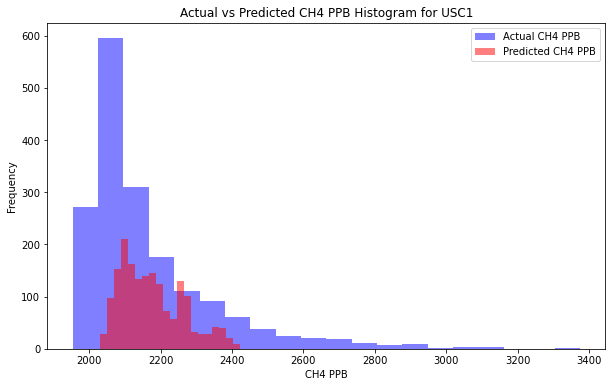 Actual vs Predicted CH4 PPB Histogram for USC1
Actual CH4 PPB
Predicted CH4 PPB
Frequency
600
500
400
300
200
100
0
2000 2200 2400 2600 2800 3000 3200 3400
CH4 PPB